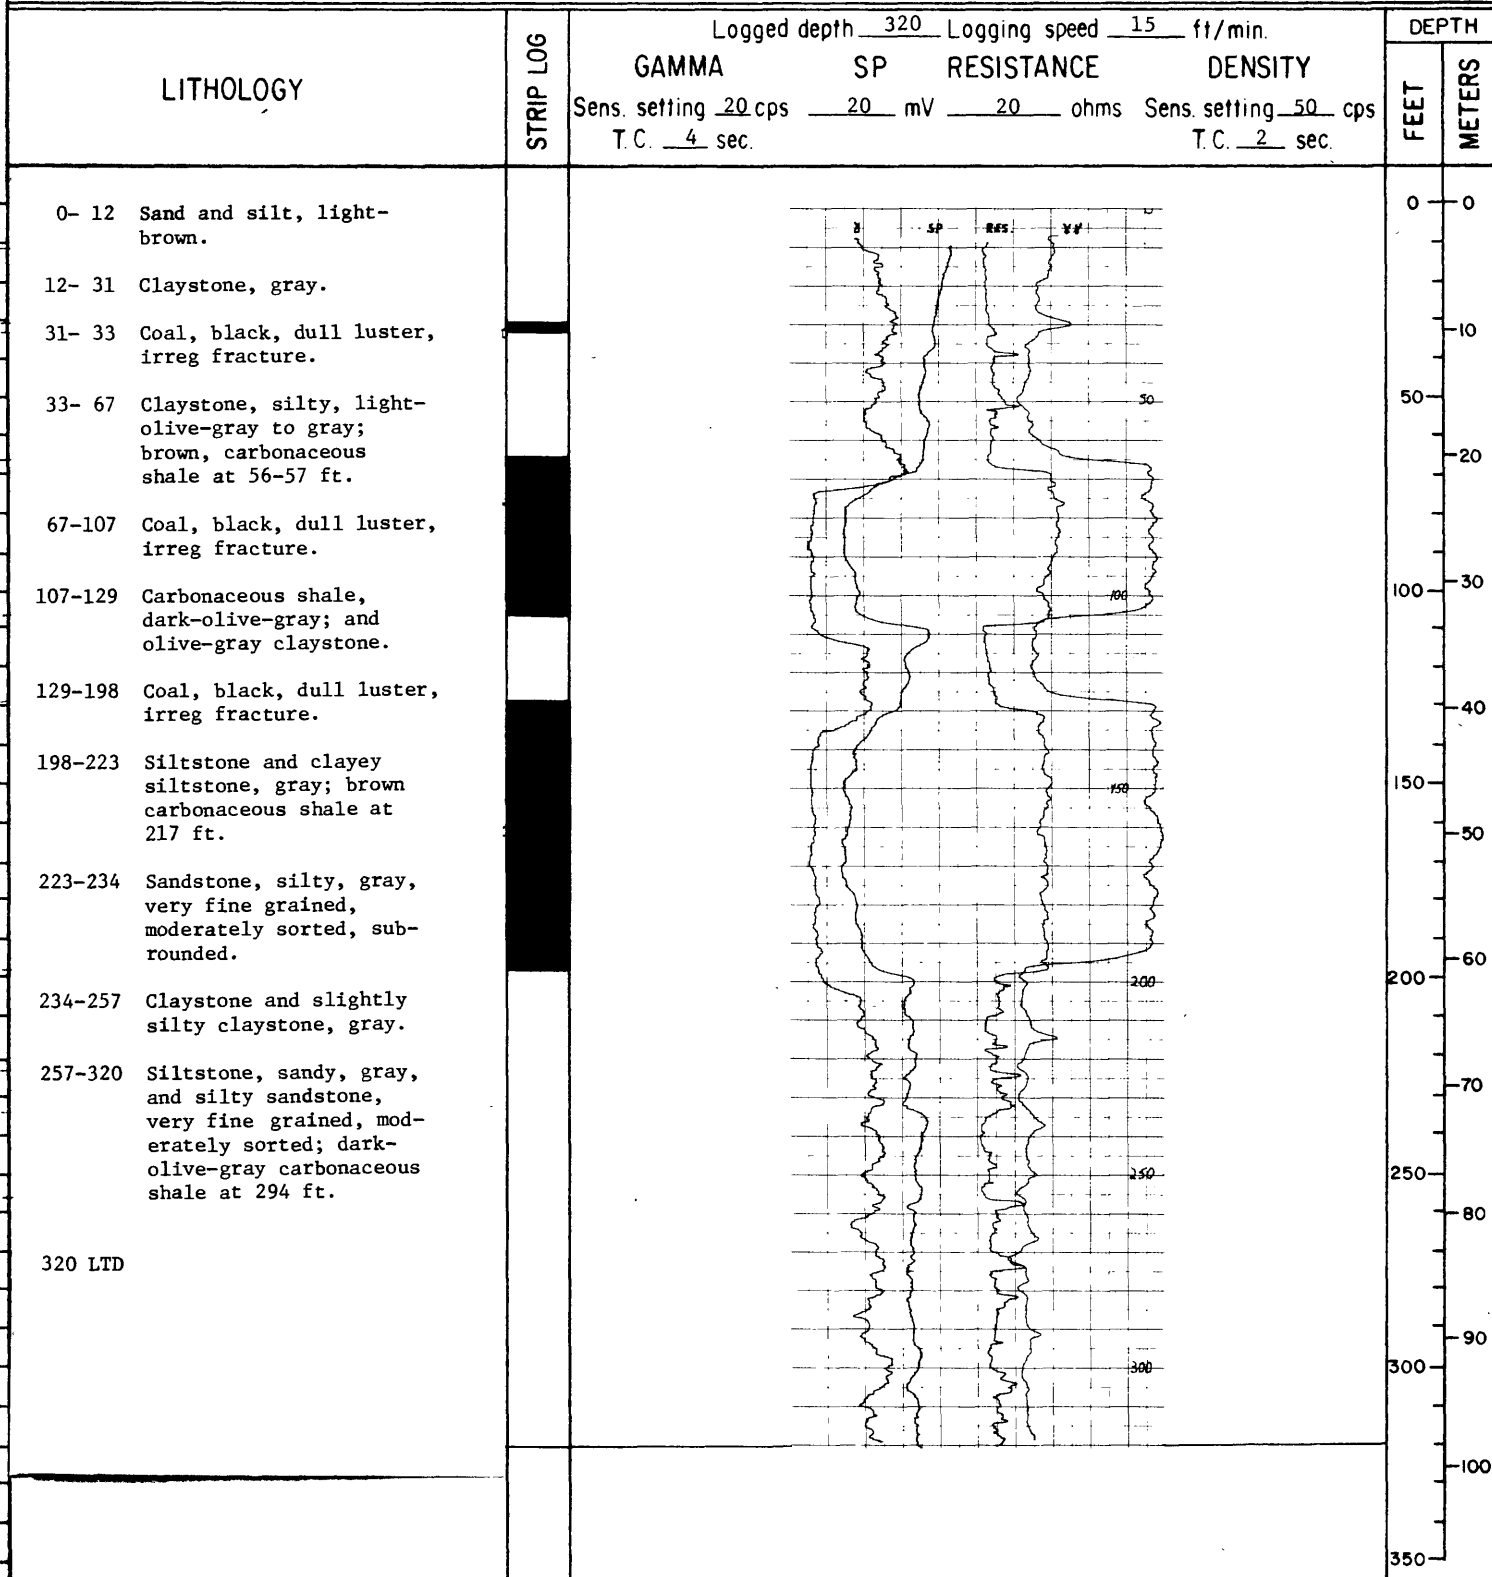 LITHOLOGY
STRIP LOG
Logged depth 320 Logging speed 15 ft/min.
GAMMA SP RESISTANCE DENSITY
Sens. setting 20 cps 20 mV 20 ohms Sens. setting 50 cps
T.C. 4 sec. T.C. 2 sec.
DEPTH
FEET
METERS
0- 12 Sand and silt, light-
brown.
12- 31 Claystone, gray.
31- 33 Coal, black, dull luster,
irreg fracture.
33- 67 Claystone, silty, light-
olive-gray to gray;
brown, carbonaceous
shale at 56-57 ft.
67-107 Coal, black, dull luster,
irreg fracture.
107-129 Carbonaceous shale,
dark-olive-gray; and
olive-gray claystone.
129-198 Coal, black, dull luster,
irreg fracture.
198-223 Siltstone and clayey
siltstone, gray; brown
carbonaceous shale at
217 ft.
223-234 Sandstone, silty, gray,
very fine grained,
moderately sorted, sub-
rounded.
234-257 Claystone and slightly
silty claystone, gray.
257-320 Siltstone, sandy, gray,
and silty sandstone,
very fine grained, mod-
erately sorted; dark-
olive-gray carbonaceous
shale at 294 ft.
320 LTD
γ SP RES. γγ
50
100
150
200
250
300
0
50
100
150
200
250
300
350
0
10
20
30
40
50
60
70
80
90
100